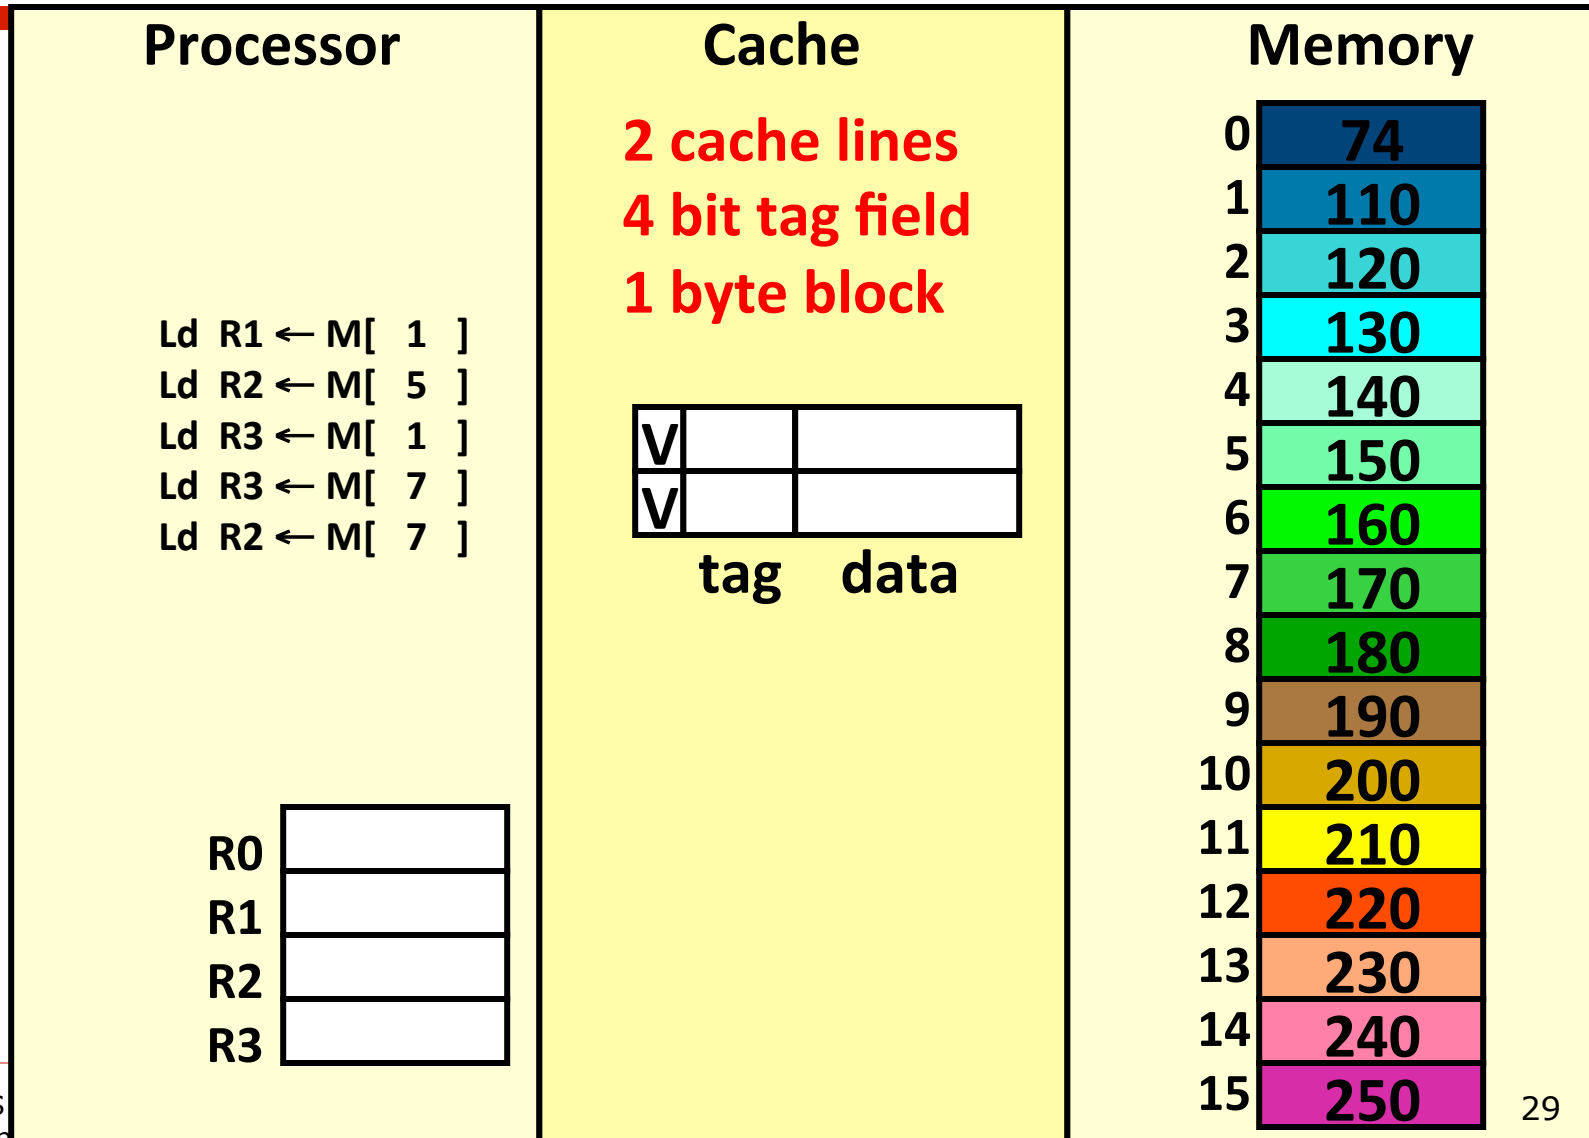 Processor
Ld R1 ← M[ 1 ]
Ld R2 ← M[ 5 ]
Ld R3 ← M[ 1 ]
Ld R3 ← M[ 7 ]
Ld R2 ← M[ 7 ]
R0
R1
R2
R3
Cache
2 cache lines
4 bit tag field
1 byte block
V
V
tag data
Memory
0 74
1 110
2 120
3 130
4 140
5 150
6 160
7 170
8 180
9 190
10 200
11 210
12 220
13 230
14 240
15 250
29